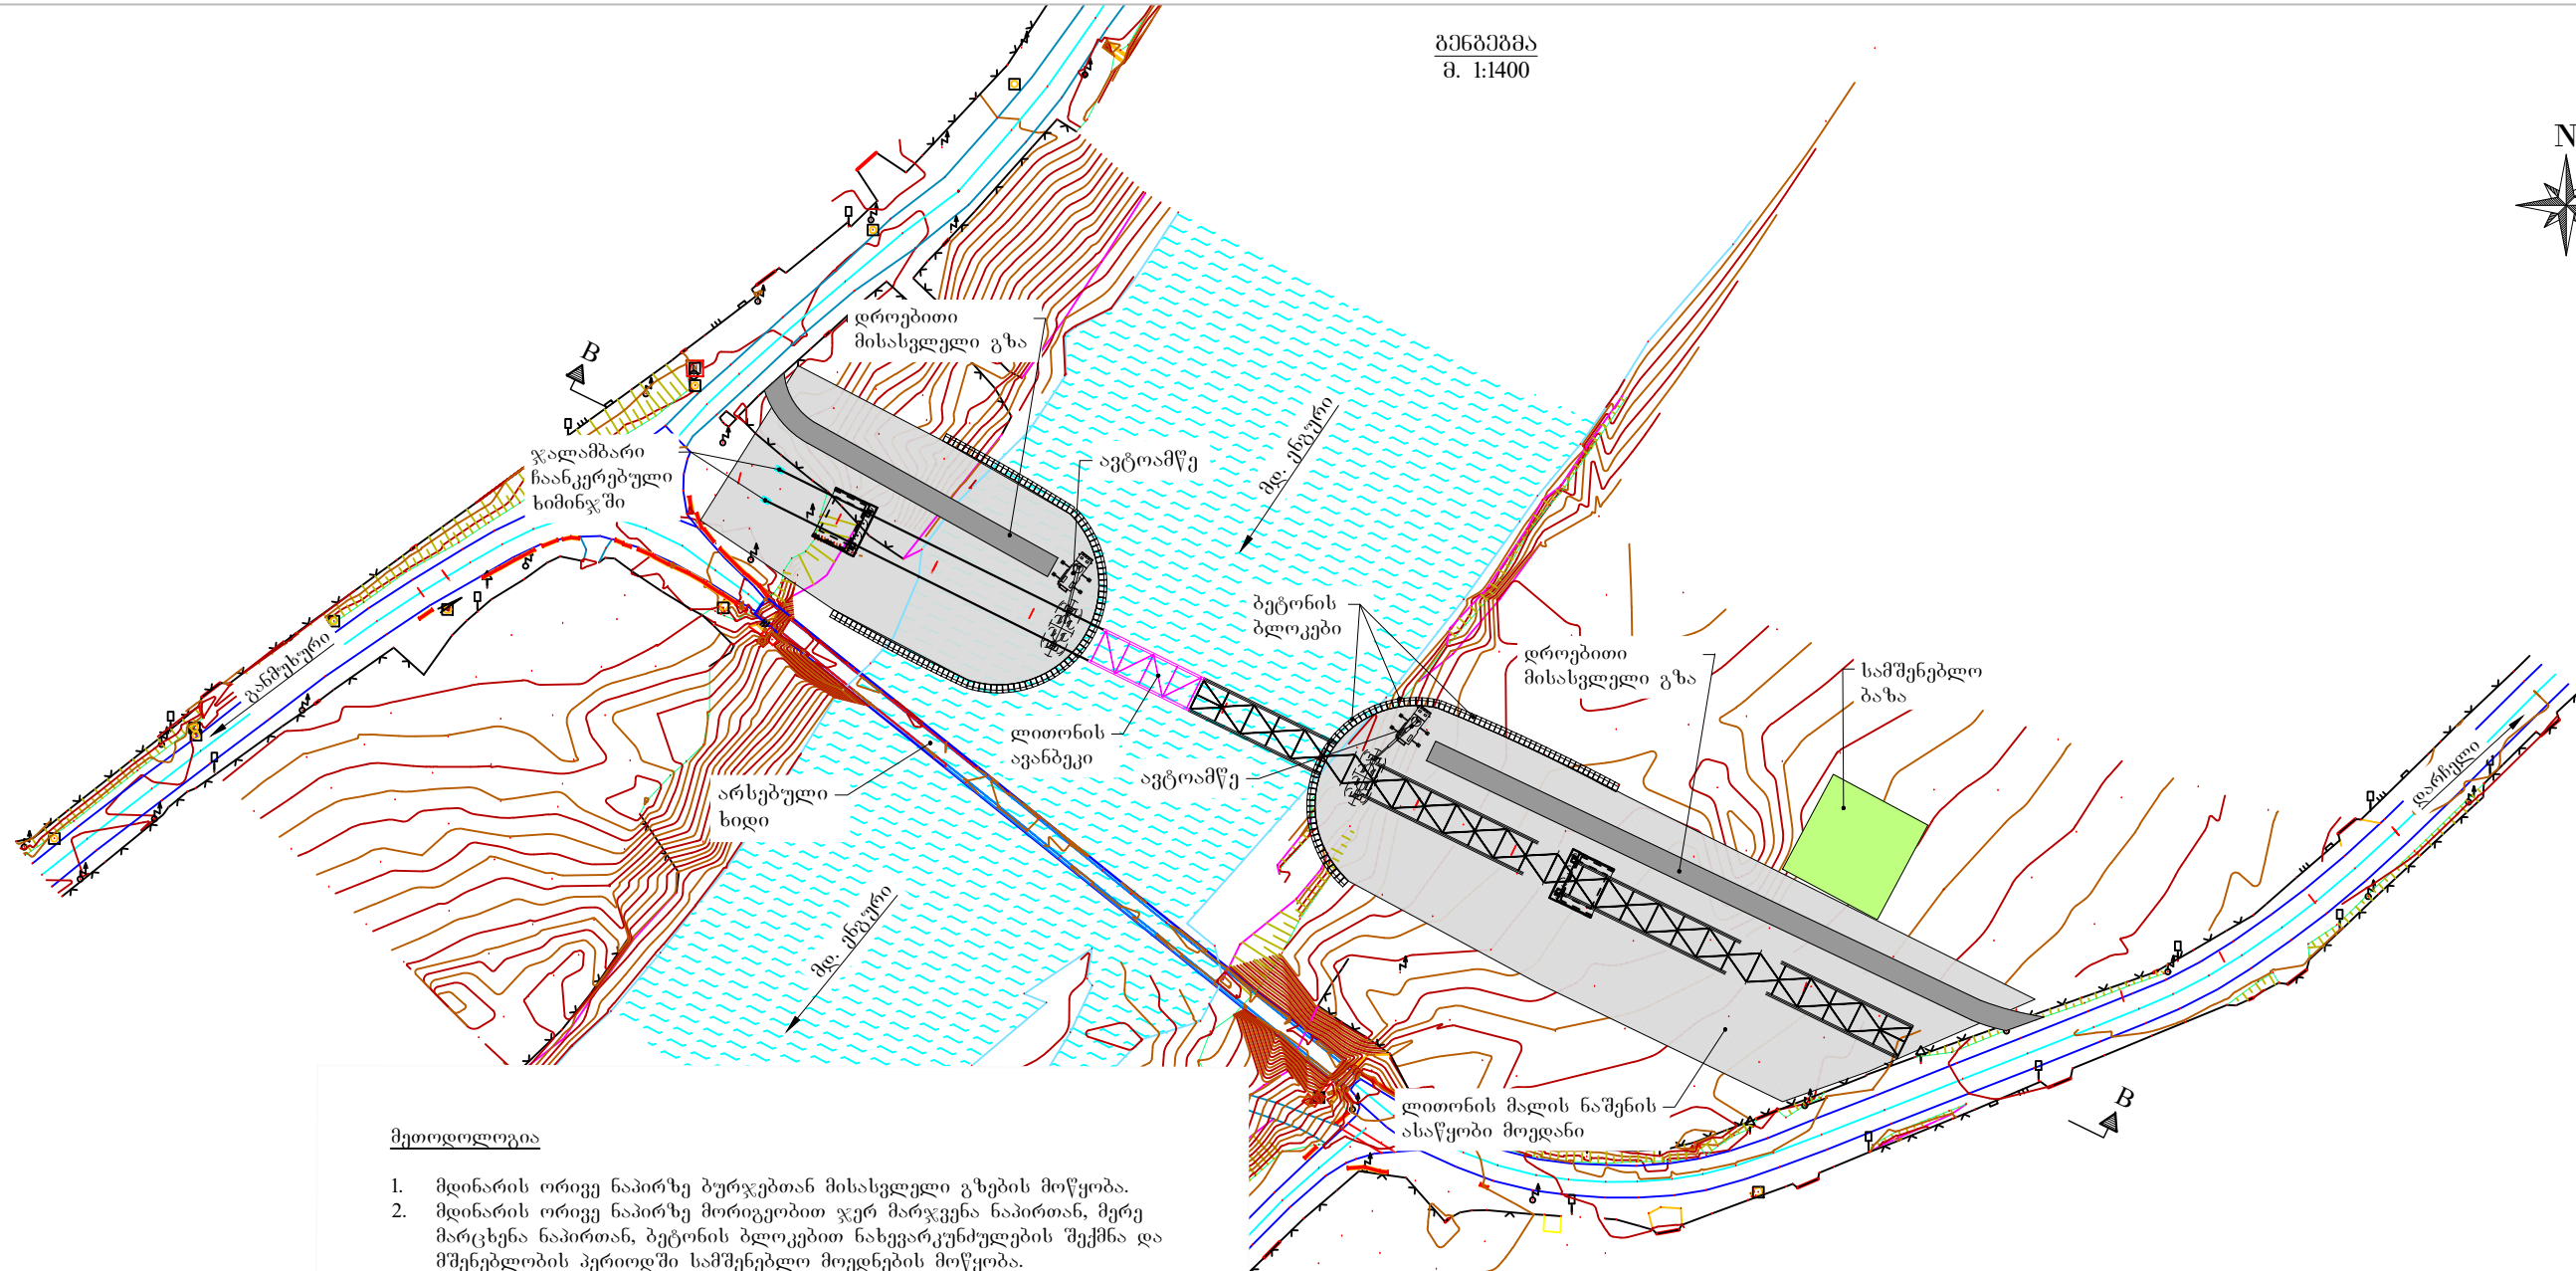 გენგეგმა
მ. 1:1400
N
დროებითი
მისასვლელი გზა
B
ჯალამბარი
ჩაანკერებული
ხიმინჯში
ავტოამწე
მდ. ენგური
განმუხური
ბეტონის
ბლოკები
დროებითი
მისასვლელი გზა
სამშენებლო
ბაზა
ლითონის
ავანბეკი
ავტოამწე
არსებული
ხიდი
დარჩელი
მდ. ენგური
ლითონის მალის ნაშენის
ასაწყობი მოედანი
B
მეთოდოლოგია
1. მდინარის ორივე ნაპირზე ბურჯებთან მისასვლელი გზების მოწყობა.
2. მდინარის ორივე ნაპირზე მორიგეობით ჯერ მარჯვენა ნაპირთან, მერე
მარცხენა ნაპირთან, ბეტონის ბლოკებით ნახევარკუნძულების შექმნა და
მშენებლობის პერიოდში სამშენებლო მოედნების მოწყობა.